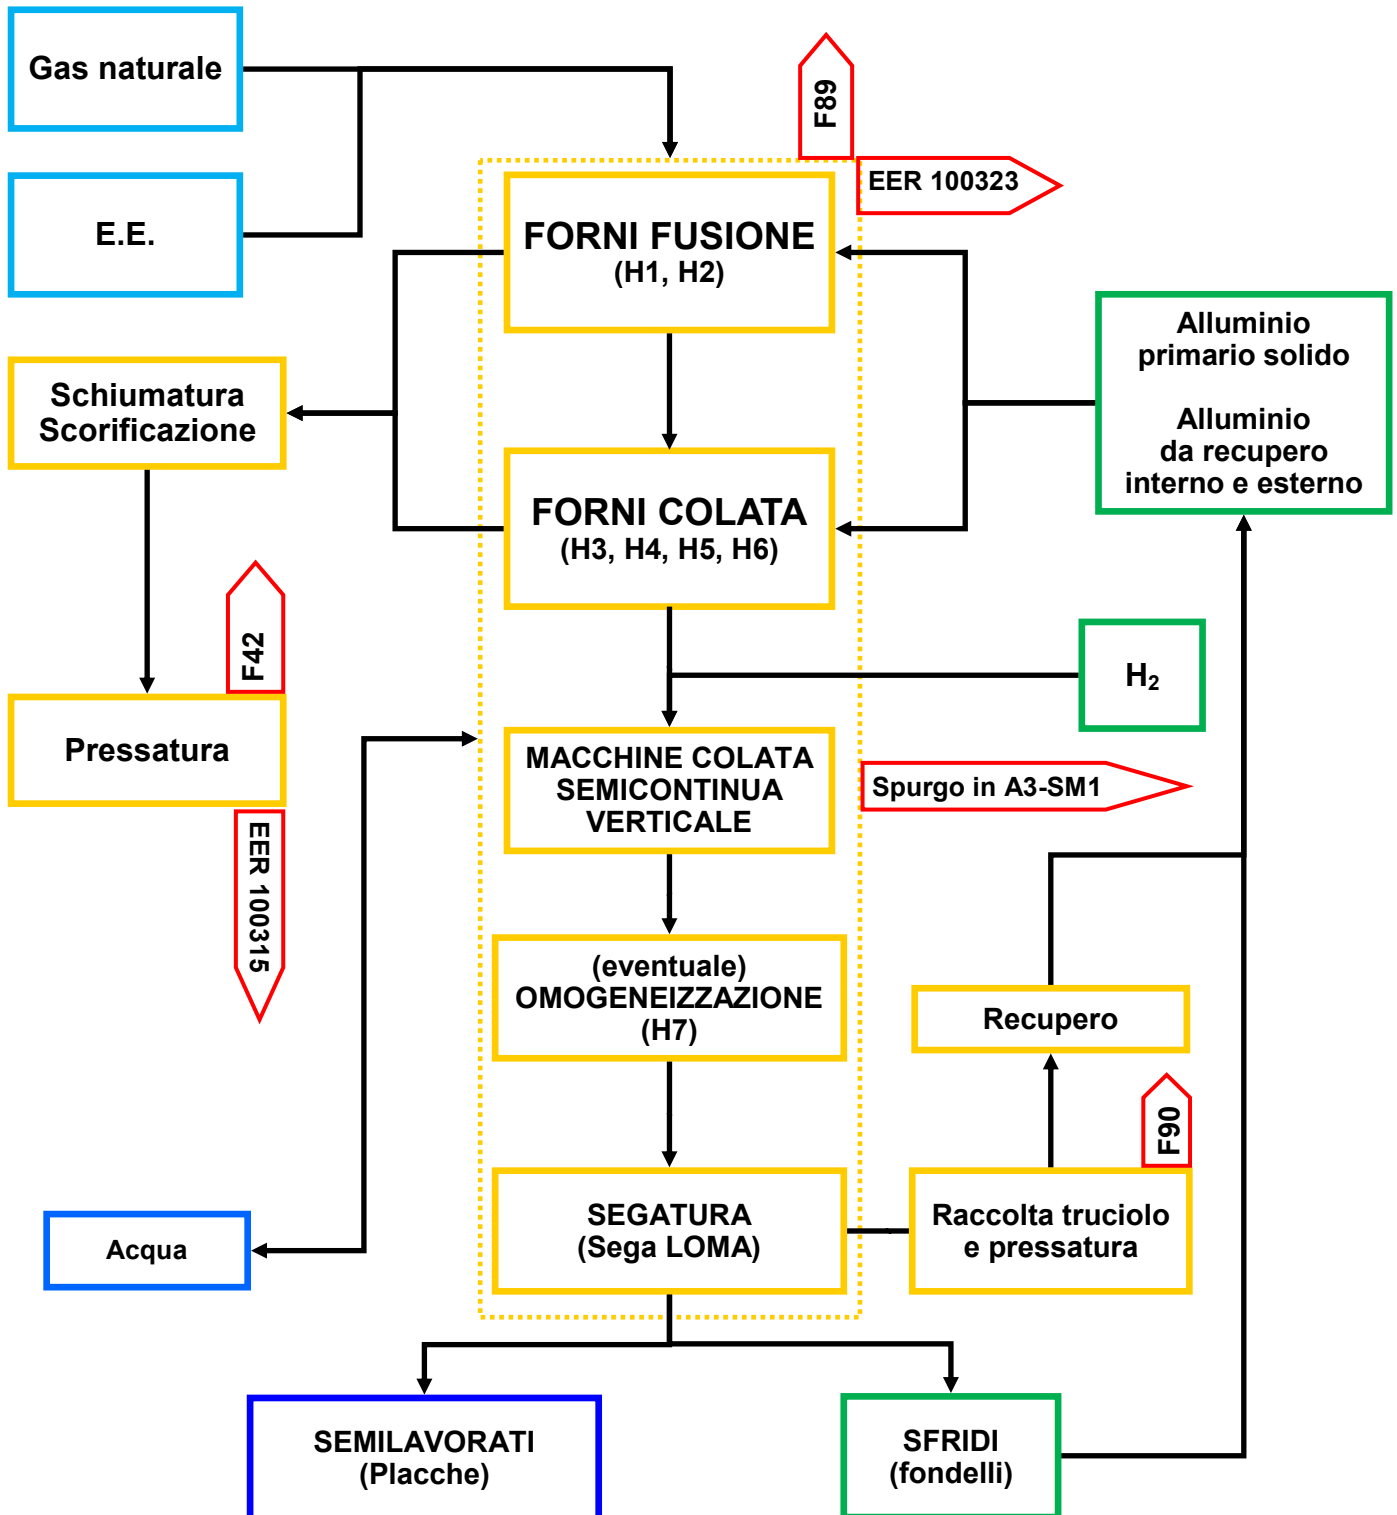 Gas naturale
F89
EER 100323
E.E.
FORNI FUSIONE
(H1, H2)
Alluminio
primario solido
Alluminio
da recupero
interno e esterno
Schiumatura
Scorificazione
FORNI COLATA
(H3, H4, H5, H6)
F42
H₂
Pressatura
MACCHINE COLATA
SEMICONTINUA
VERTICALE
Spurgo in A3-SM1
EER 100315
(eventuale)
OMOGENEIZZAZIONE
(H7)
Recupero
F90
SEGATURA
(Sega LOMA)
Raccolta truciolo
e pressatura
Acqua
SEMILAVORATI
(Placche)
SFRIDI
(fondelli)